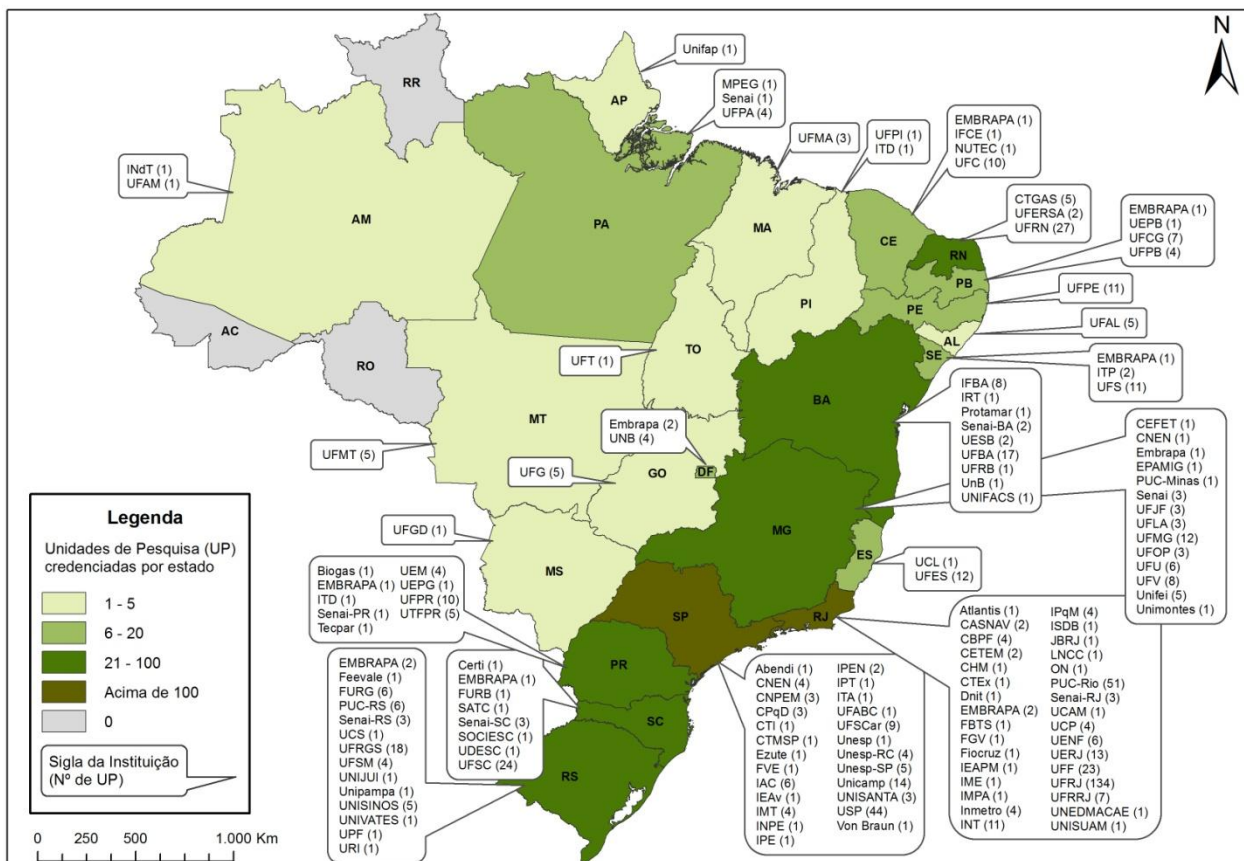 N
RR
AP
AM
PA
MA
CE
RN
PB
PE
PI
AL
SE
AC
RO
TO
BA
MT
GO
DF
MG
ES
MS
SP
RJ
PR
SC
RS
Unifap (1)
MPEG (1)
Senai (1)
UFPA (4)
UFMA (3)
UFPI (1)
ITD (1)
EMBRAPA (1)
IFCE (1)
NUTEC (1)
UFC (10)
INdT (1)
UFAM (1)
CTGAS (5)
UFERSA (2)
UFRN (27)
EMBRAPA (1)
UEPB (1)
UFCG (7)
UFPB (4)
UFPE (11)
UFAL (5)
EMBRAPA (1)
ITP (2)
UFS (11)
UFT (1)
IFBA (8)
IRT (1)
Protamar (1)
Senai-BA (2)
UESB (2)
UFBA (17)
UFRB (1)
UnB (1)
UNIFACS (1)
Embrapa (2)
UNB (4)
UFMT (5)
UFG (5)
CEFET (1)
CNEN (1)
Embrapa (1)
EPAMIG (1)
PUC-Minas (1)
Senai (3)
UFJF (3)
UFLA (3)
UFMG (12)
UFOP (3)
UFU (6)
UFV (8)
Unifei (5)
Unimontes (1)
UFGD (1)
UCL (1)
UFES (12)
Biogas (1)
EMBRAPA (1)
ITD (1)
Senai-PR (1)
Tecpar (1)
UEM (4)
UEPG (1)
UFPR (10)
UTFPR (5)
EMBRAPA (2)
Feevale (1)
FURG (6)
PUC-RS (6)
Senai-RS (3)
UCS (1)
UFRGS (18)
UFSM (4)
UNIJUI (1)
Unipampa (1)
UNISINOS (5)
UNIVATES (1)
UPF (1)
URI (1)
Certi (1)
EMBRAPA (1)
FURB (1)
SATC (1)
Senai-SC (3)
SOCIESC (1)
UDESC (1)
UFSC (24)
Abendi (1)
CNEN (4)
CNPEM (3)
CPqD (3)
CTI (1)
CTMSP (1)
Ezute (1)
FVE (1)
IAC (6)
IEAv (1)
IMT (4)
INPE (1)
IPE (1)
IPEN (2)
IPT (1)
ITA (1)
UFABC (1)
UFSCar (9)
Unesp (1)
Unesp-RC (4)
Unesp-SP (5)
Unicamp (14)
UNISANTA (3)
USP (44)
Von Braun (1)
Atlantis (1)
CASNAV (2)
CBPF (4)
CETEM (2)
CHM (1)
CTEx (1)
Dnit (1)
EMBRAPA (2)
FBTS (1)
FGV (1)
Fiocruz (1)
IEAPM (1)
IME (1)
IMPA (1)
Inmetro (4)
INT (11)
IPqM (4)
ISDB (1)
JBRJ (1)
LNCC (1)
ON (1)
PUC-Rio (51)
Senai-RJ (3)
UCAM (1)
UCP (4)
UENF (6)
UERJ (13)
UFF (23)
UFRJ (134)
UFRRJ (7)
UNEDMACAE (1)
UNISUAM (1)
Legenda
Unidades de Pesquisa (UP)
credenciadas por estado
1 - 5
6 - 20
21 - 100
Acima de 100
0
Sigla da Instituição
(Nº de UP)
0 250 500 1.000 Km